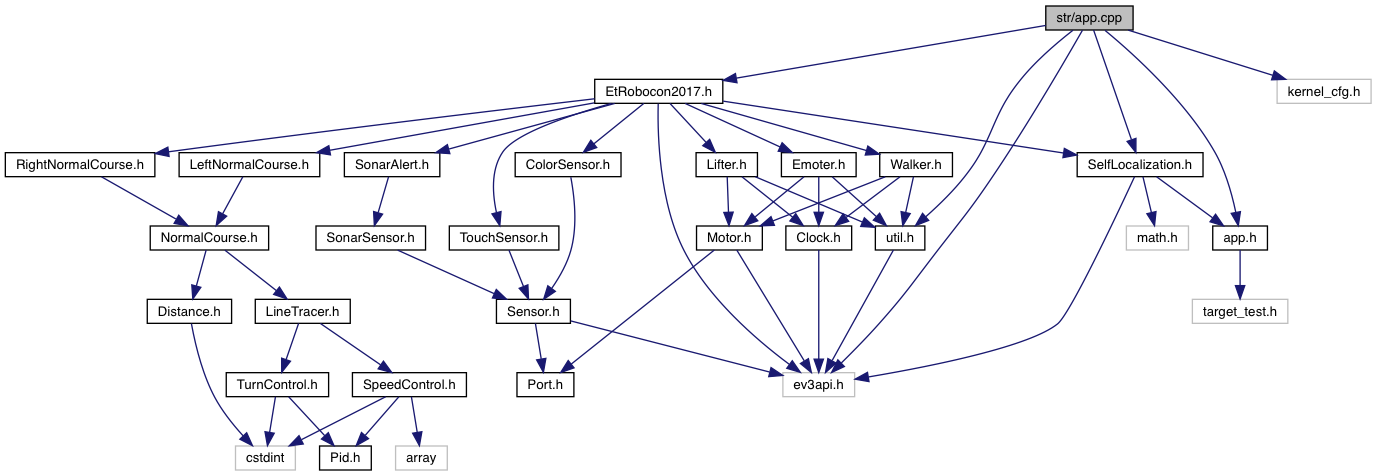 str/app.cpp
EtRobocon2017.h
kernel_cfg.h
RightNormalCourse.h
LeftNormalCourse.h
SonarAlert.h
ColorSensor.h
Lifter.h
Emoter.h
Walker.h
SelfLocalization.h
NormalCourse.h
SonarSensor.h
TouchSensor.h
Motor.h
Clock.h
util.h
math.h
app.h
Distance.h
LineTracer.h
Sensor.h
target_test.h
TurnControl.h
SpeedControl.h
Port.h
ev3api.h
cstdint
Pid.h
array